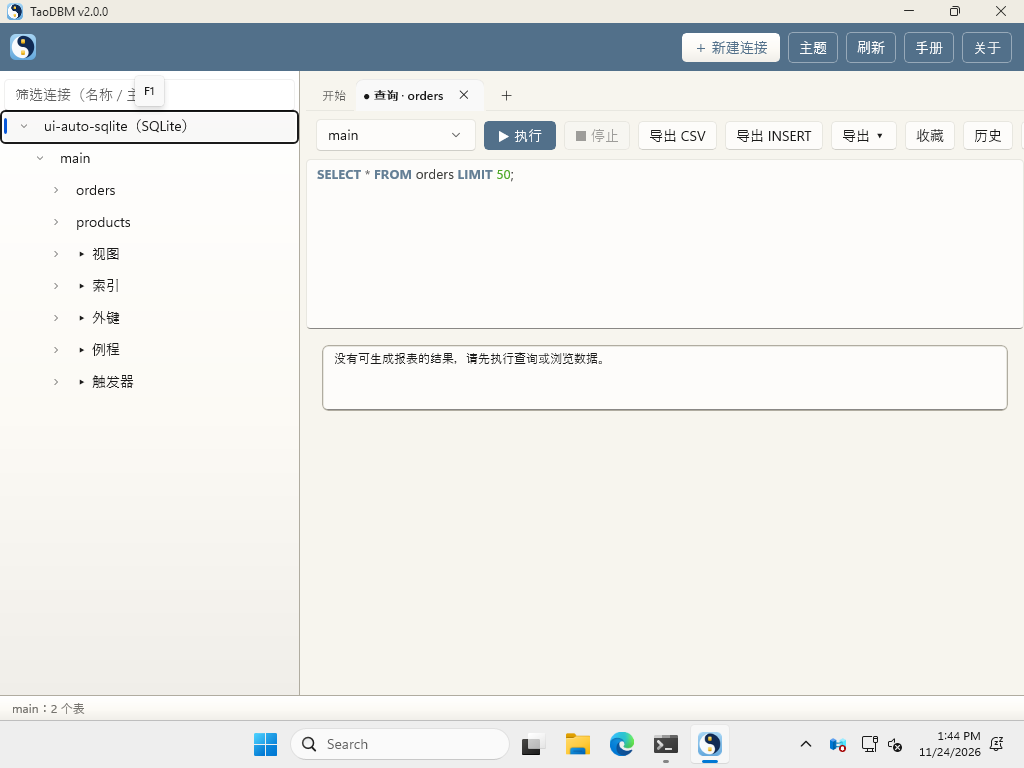 TaoDBM v2.0.0
+ 新建连接
主题
刷新
手册
关于
筛选连接（名称 / 主
F1
ui-auto-sqlite（SQLite）
main
orders
products
视图
索引
外键
例程
触发器
开始
• 查询 · orders
main
执行
停止
导出 CSV
导出 INSERT
导出
收藏
历史
SELECT * FROM orders LIMIT 50;
没有可生成报表的结果，请先执行查询或浏览数据。
main：2 个表
Search
1:44 PM
11/24/2026